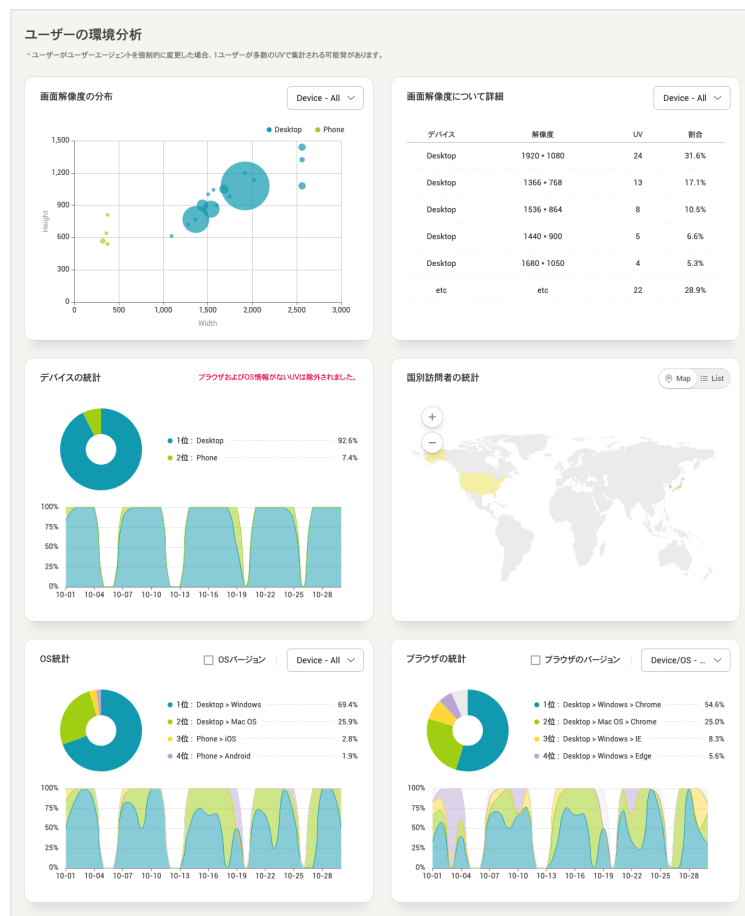 ユーザーの環境分析
* ユーザーがユーザーエージェントを強制的に変更した場合、1ユーザーが多数のUVで集計される可能皮があります。
画面解像度の分布
Device - All
Desktop
Phone
1,500
1,200
900
600
300
0
Height
0 500 1,000 1,500 2,000 2,500 3,000
Width
画面解像度について詳細
Device - All
デバイス 解像度 UV 割合
Desktop 1920 * 1080 24 31.6%
Desktop 1366 * 768 13 17.1%
Desktop 1536 * 864 8 10.5%
Desktop 1440 * 900 5 6.6%
Desktop 1680 * 1050 4 5.3%
etc etc 22 28.9%
デバイスの統計
ブラウザおよびOS情報がないUVは除外されました。
1位 : Desktop 92.6%
2位 : Phone 7.4%
100%
75%
50%
25%
0%
10-01 10-04 10-07 10-10 10-13 10-16 10-19 10-22 10-25 10-28
国別訪問者の統計
Map
List
+
−
OS統計
OSバージョン
Device - All
1位 : Desktop > Windows 69.4%
2位 : Desktop > Mac OS 25.9%
3位 : Phone > iOS 2.8%
4位 : Phone > Android 1.9%
100%
75%
50%
25%
0%
10-01 10-04 10-07 10-10 10-13 10-16 10-19 10-22 10-25 10-28
ブラウザの統計
ブラウザのバージョン
Device/OS - ...
1位 : Desktop > Windows > Chrome 54.6%
2位 : Desktop > Mac OS > Chrome 25.0%
3位 : Desktop > Windows > IE 8.3%
4位 : Desktop > Windows > Edge 5.6%
100%
75%
50%
25%
0%
10-01 10-04 10-07 10-10 10-13 10-16 10-19 10-22 10-25 10-28